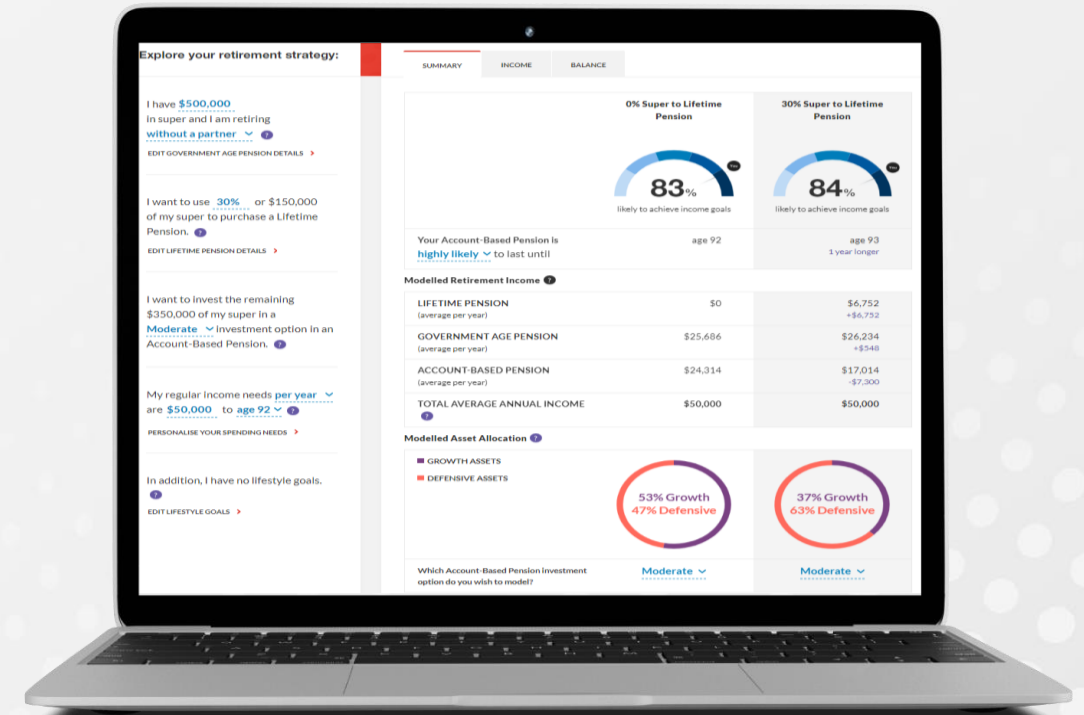 Explore your retirement strategy:
I have $500,000
in super and I am retiring
without a partner ?
EDIT GOVERNMENT AGE PENSION DETAILS >
I want to use 30% or $150,000
of my super to purchase a Lifetime
Pension. ?
EDIT LIFETIME PENSION DETAILS >
I want to invest the remaining
$350,000 of my super in a
Moderate investment option in an
Account-Based Pension. ?
My regular income needs per year
are $50,000 to age 92 ?
PERSONALISE YOUR SPENDING NEEDS >
In addition, I have no lifestyle goals.
?
EDIT LIFESTYLE GOALS >
SUMMARY INCOME BALANCE
0% Super to Lifetime
Pension
30% Super to Lifetime
Pension
You
83%
likely to achieve income goals
You
84%
likely to achieve income goals
Your Account-Based Pension is
highly likely to last until
age 92
age 93
1 year longer
Modelled Retirement Income ?
LIFETIME PENSION
(average per year)
$0
$6,752
+$6,752
GOVERNMENT AGE PENSION
(average per year)
$25,686
$26,234
+$548
ACCOUNT-BASED PENSION
(average per year)
$24,314
$17,014
-$7,300
TOTAL AVERAGE ANNUAL INCOME
?
$50,000
$50,000
Modelled Asset Allocation ?
GROWTH ASSETS
DEFENSIVE ASSETS
53% Growth
47% Defensive
37% Growth
63% Defensive
Which Account-Based Pension investment
option do you wish to model?
Moderate
Moderate